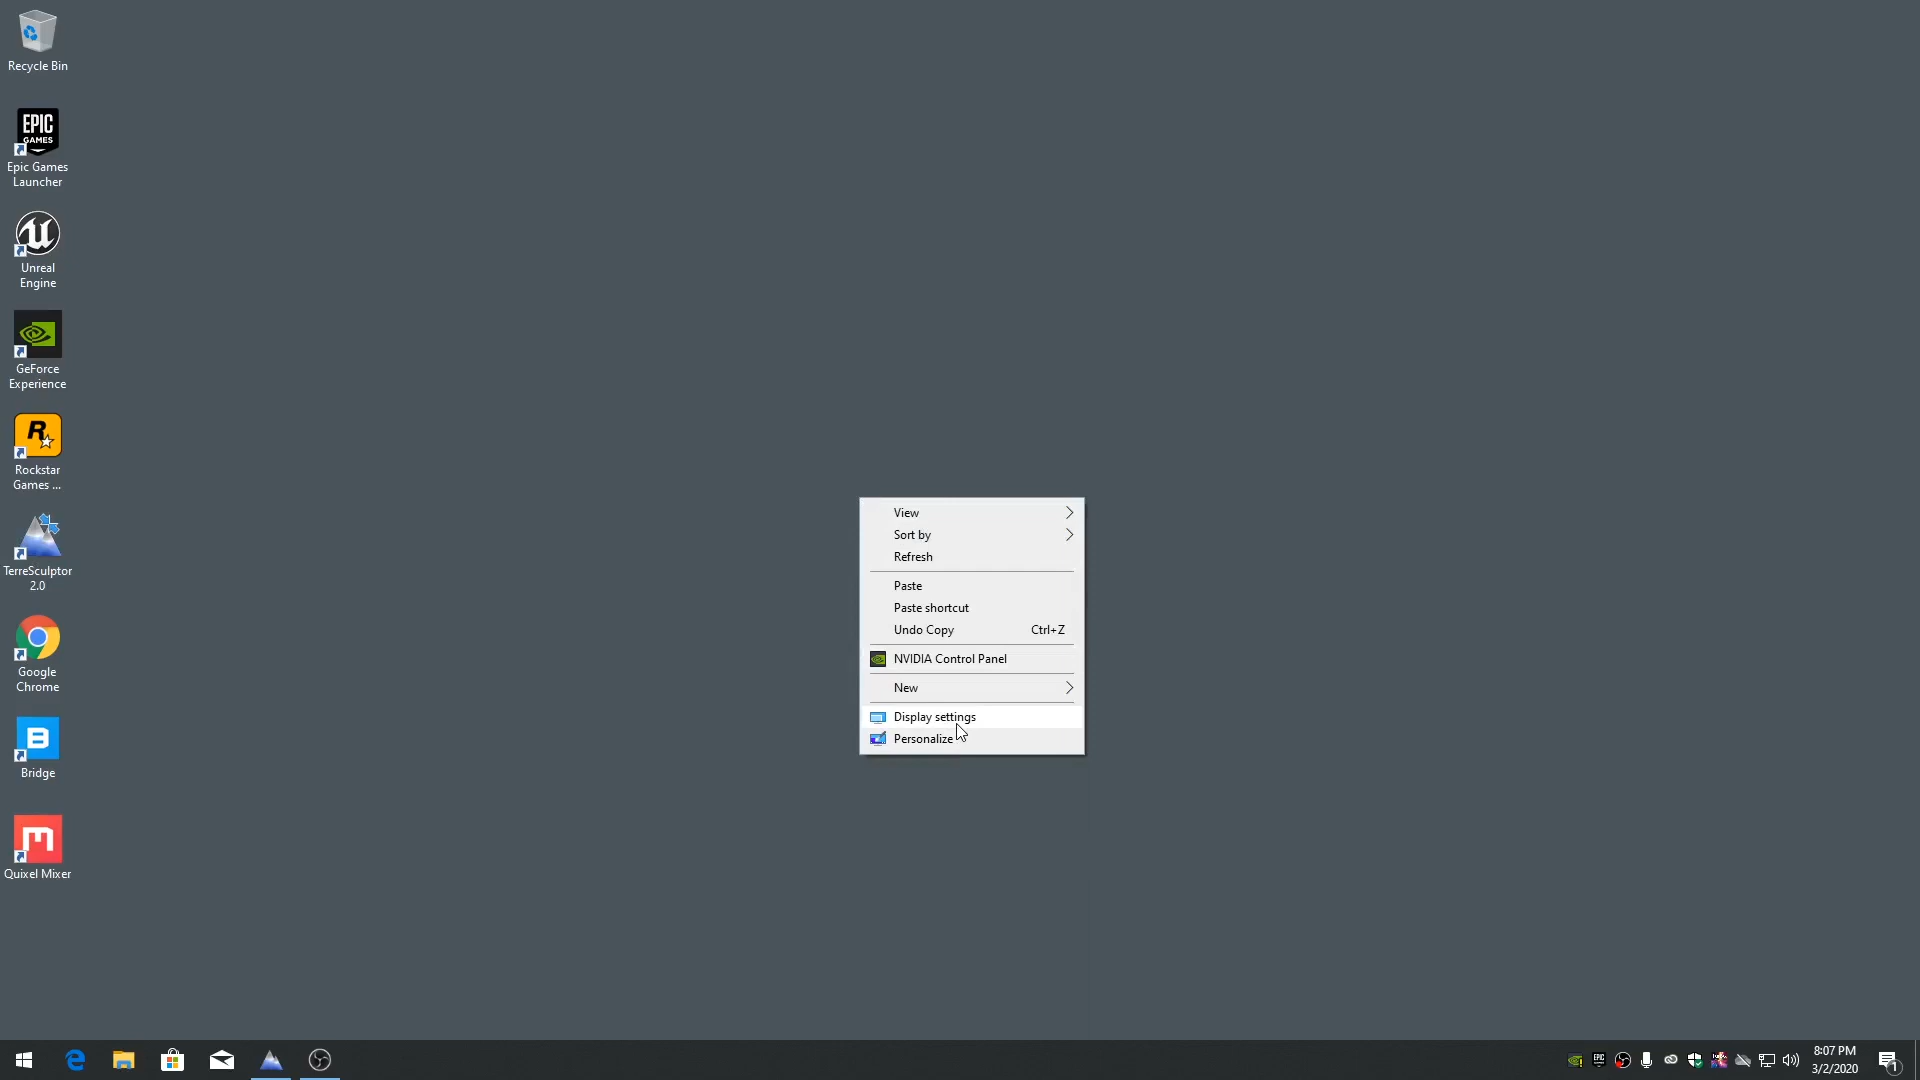 Recycle Bin
EPIC
GAMES
Epic Games
Launcher
Unreal
Engine
GeForce
Experience
R
Rockstar
Games ...
TerreSculptor
2.0
Google
Chrome
B
Bridge
Quixel Mixer
View
Sort by
Refresh
Paste
Paste shortcut
Undo Copy Ctrl+Z
NVIDIA Control Panel
New
Display settings
Personalize
EPIC
8:07 PM
3/2/2020
1